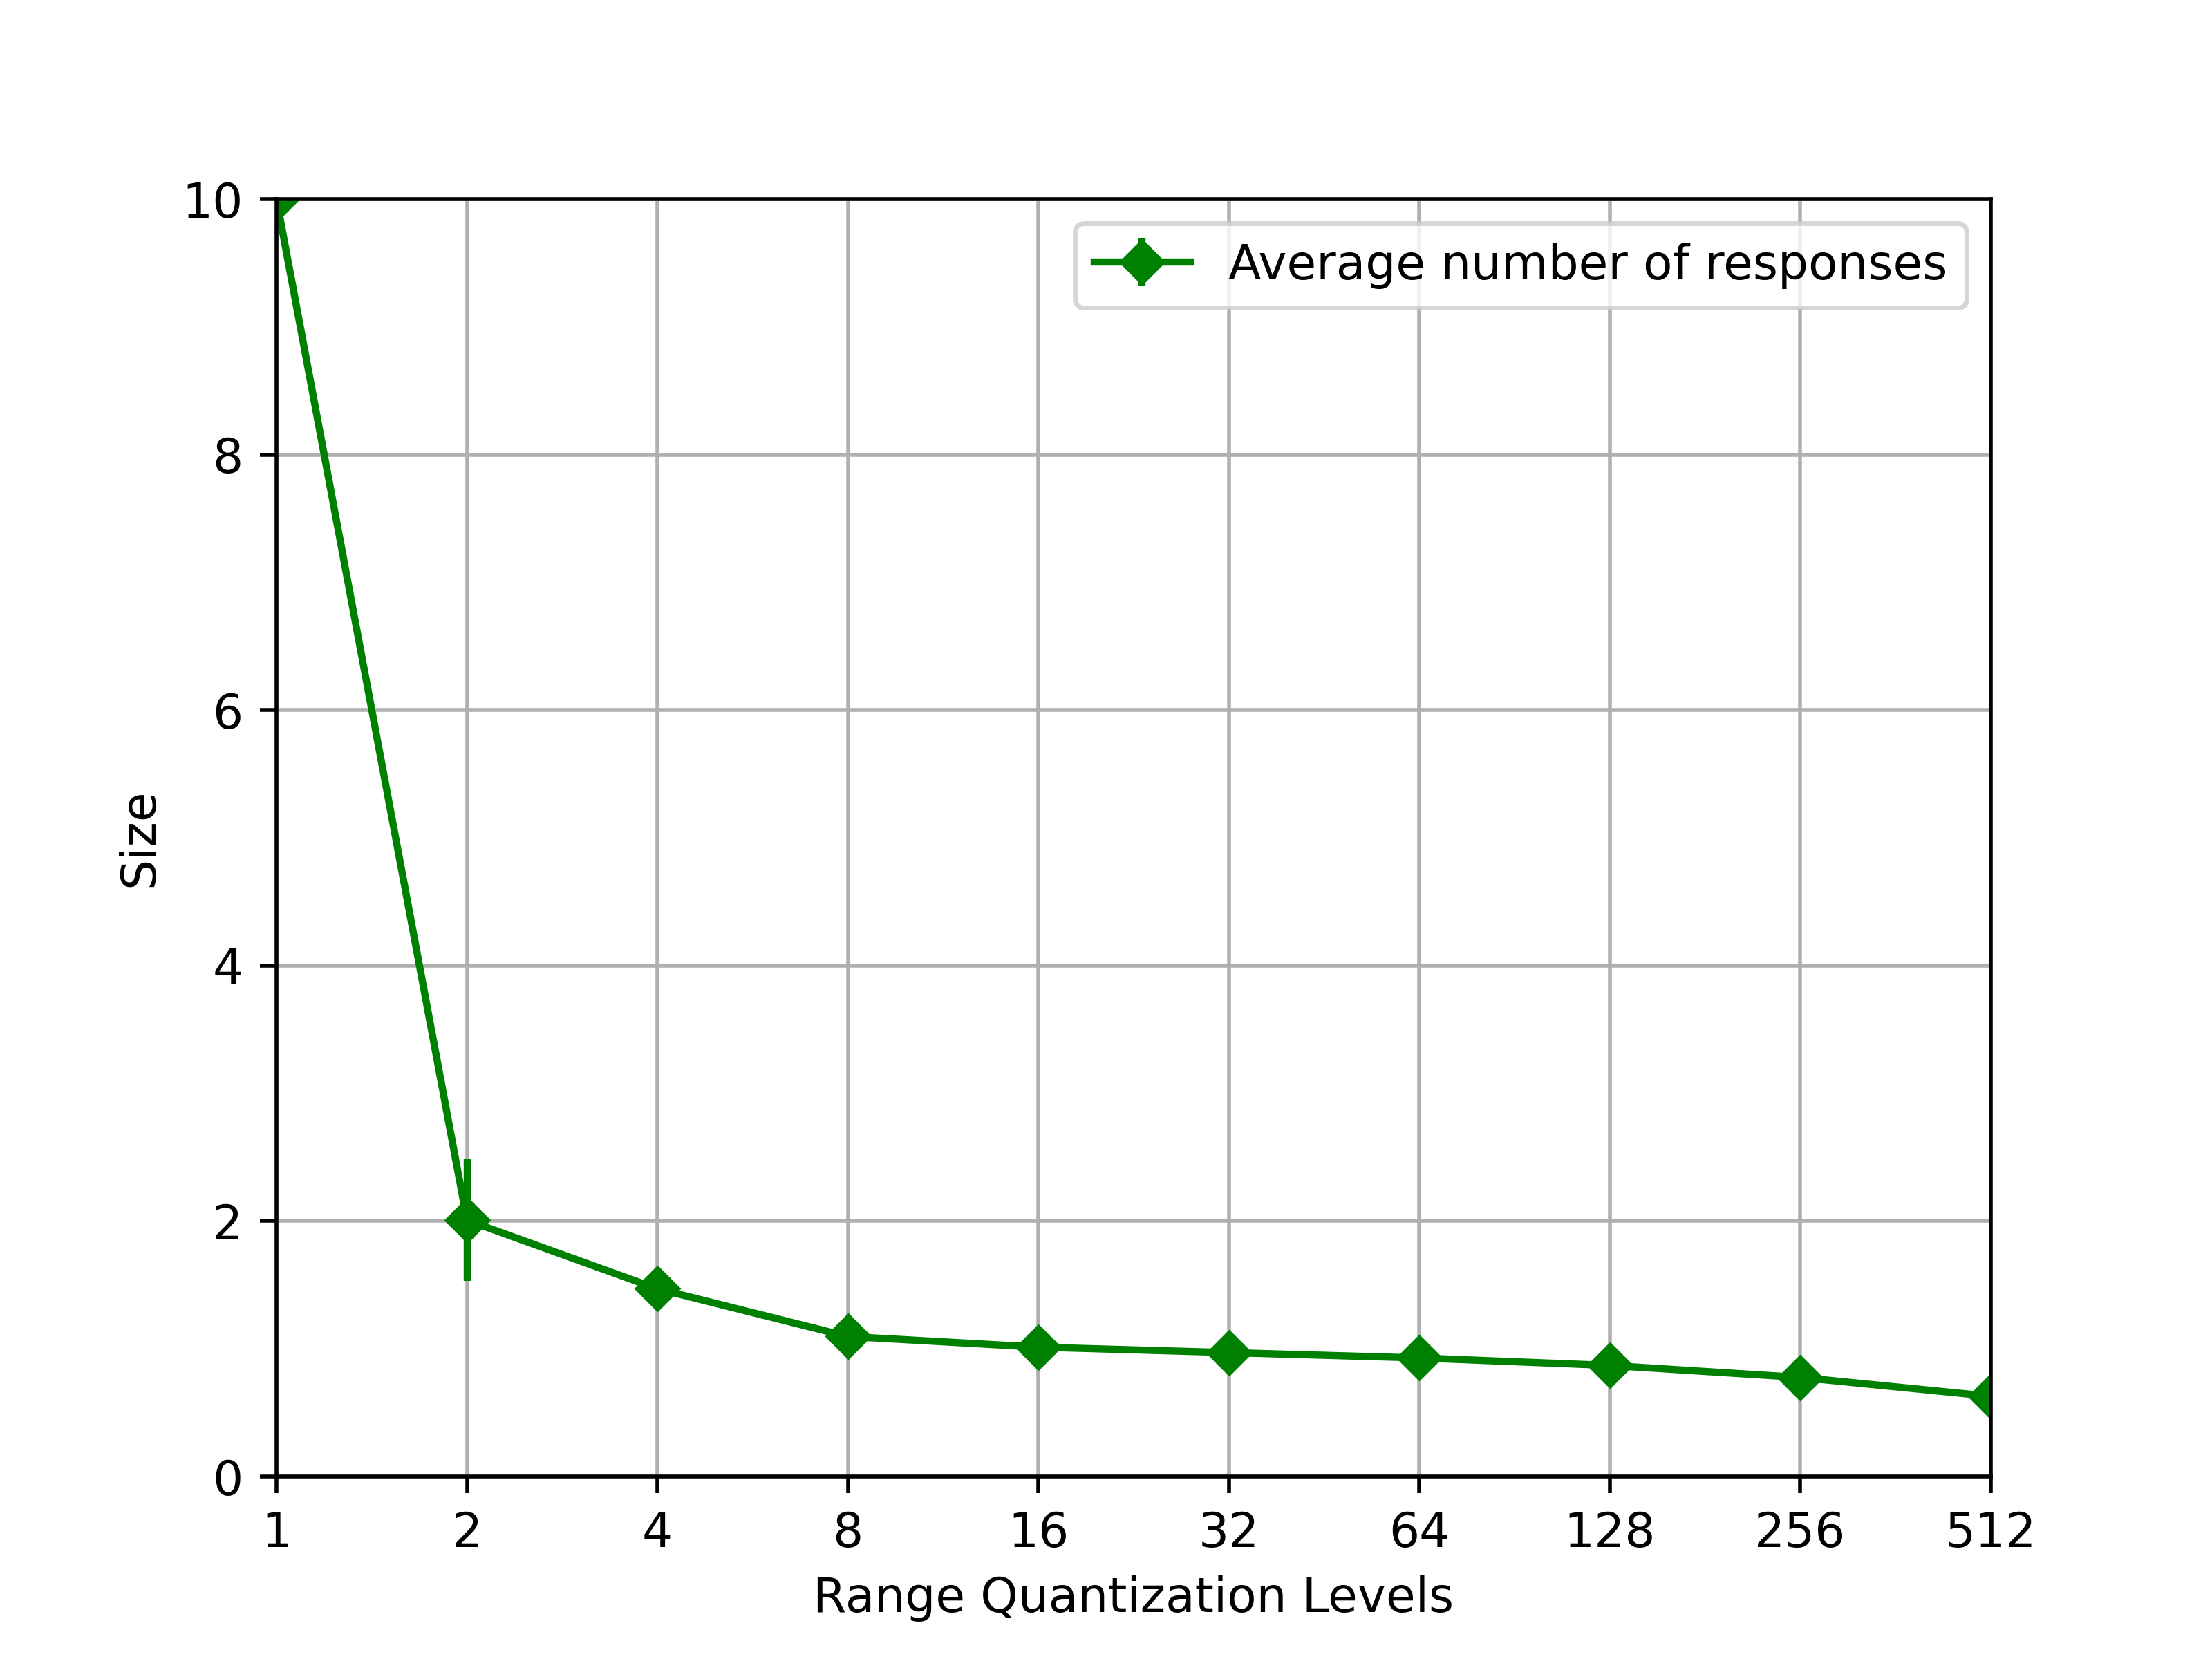 10
Average number of responses
8
6
Size
4
2
0
1 2 4 8 16 32 64 128 256 512
Range Quantization Levels